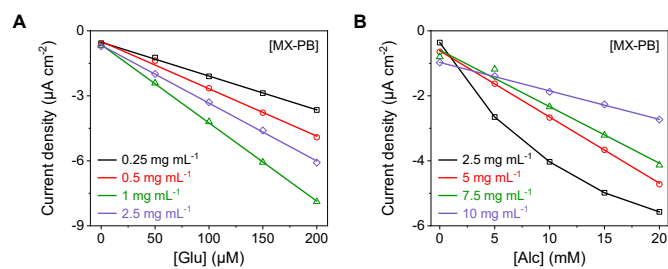 A
[MX-PB]
Current density (µA cm⁻²)
0
-3
-6
-9
0.25 mg mL⁻¹
0.5 mg mL⁻¹
1 mg mL⁻¹
2.5 mg mL⁻¹
0 50 100 150 200
[Glu] (µM)
B
[MX-PB]
Current density (µA cm⁻²)
0
-2
-4
-6
2.5 mg mL⁻¹
5 mg mL⁻¹
7.5 mg mL⁻¹
10 mg mL⁻¹
0 5 10 15 20
[Alc] (mM)